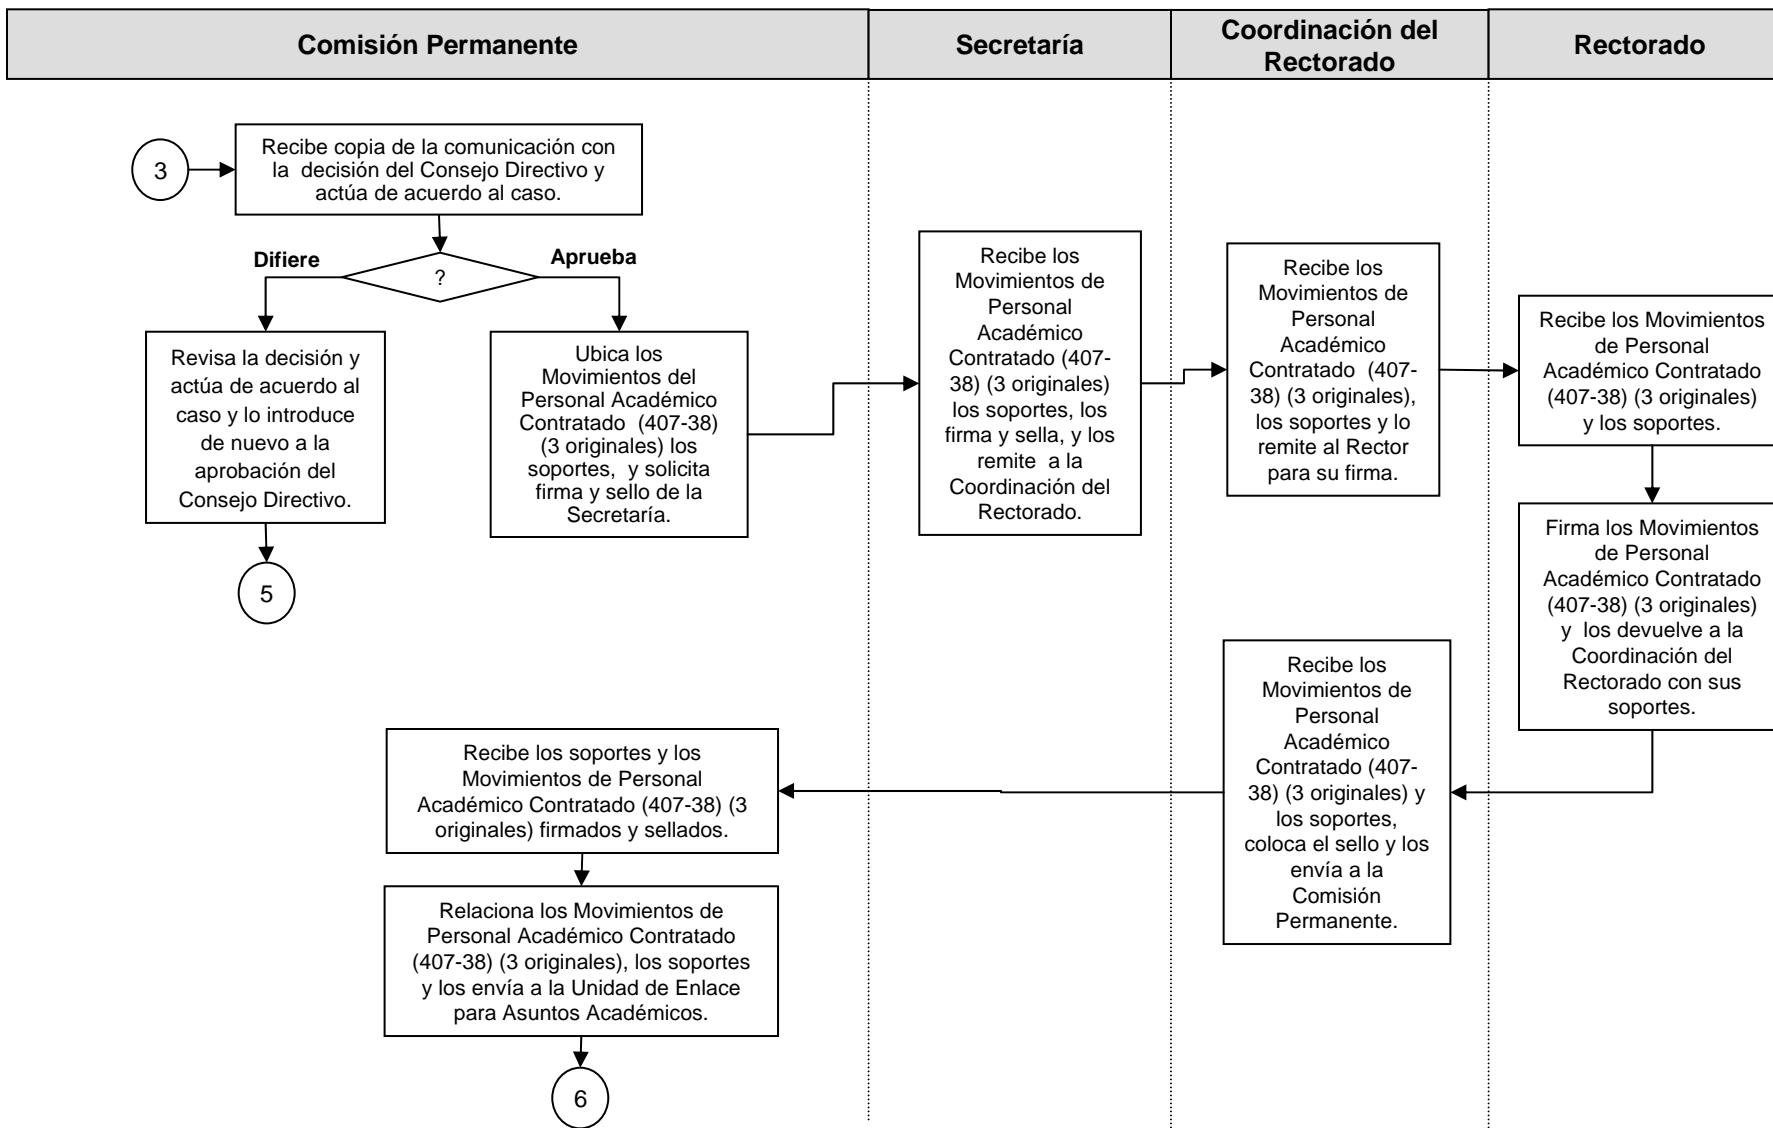 Comisión Permanente
Secretaría
Coordinación del
Rectorado
Rectorado
3
Recibe copia de la comunicación con
la decisión del Consejo Directivo y
actúa de acuerdo al caso.
Difiere
?
Aprueba
Revisa la decisión y
actúa de acuerdo al
caso y lo introduce
de nuevo a la
aprobación del
Consejo Directivo.
5
Ubica los
Movimientos del
Personal Académico
Contratado (407-38)
(3 originales) los
soportes, y solicita
firma y sello de la
Secretaría.
Recibe los
Movimientos de
Personal
Académico
Contratado (407-
38) (3 originales)
los soportes, los
firma y sella, y los
remite a la
Coordinación del
Rectorado.
Recibe los
Movimientos de
Personal
Académico
Contratado (407-
38) (3 originales),
los soportes y lo
remite al Rector
para su firma.
Recibe los Movimientos
de Personal
Académico Contratado
(407-38) (3 originales)
y los soportes.
Firma los Movimientos
de Personal
Académico Contratado
(407-38) (3 originales)
y los devuelve a la
Coordinación del
Rectorado con sus
soportes.
Recibe los
Movimientos de
Personal
Académico
Contratado (407-
38) (3 originales) y
los soportes,
coloca el sello y los
envía a la
Comisión
Permanente.
Recibe los soportes y los
Movimientos de Personal
Académico Contratado (407-38) (3
originales) firmados y sellados.
Relaciona los Movimientos de
Personal Académico Contratado
(407-38) (3 originales), los soportes
y los envía a la Unidad de Enlace
para Asuntos Académicos.
6